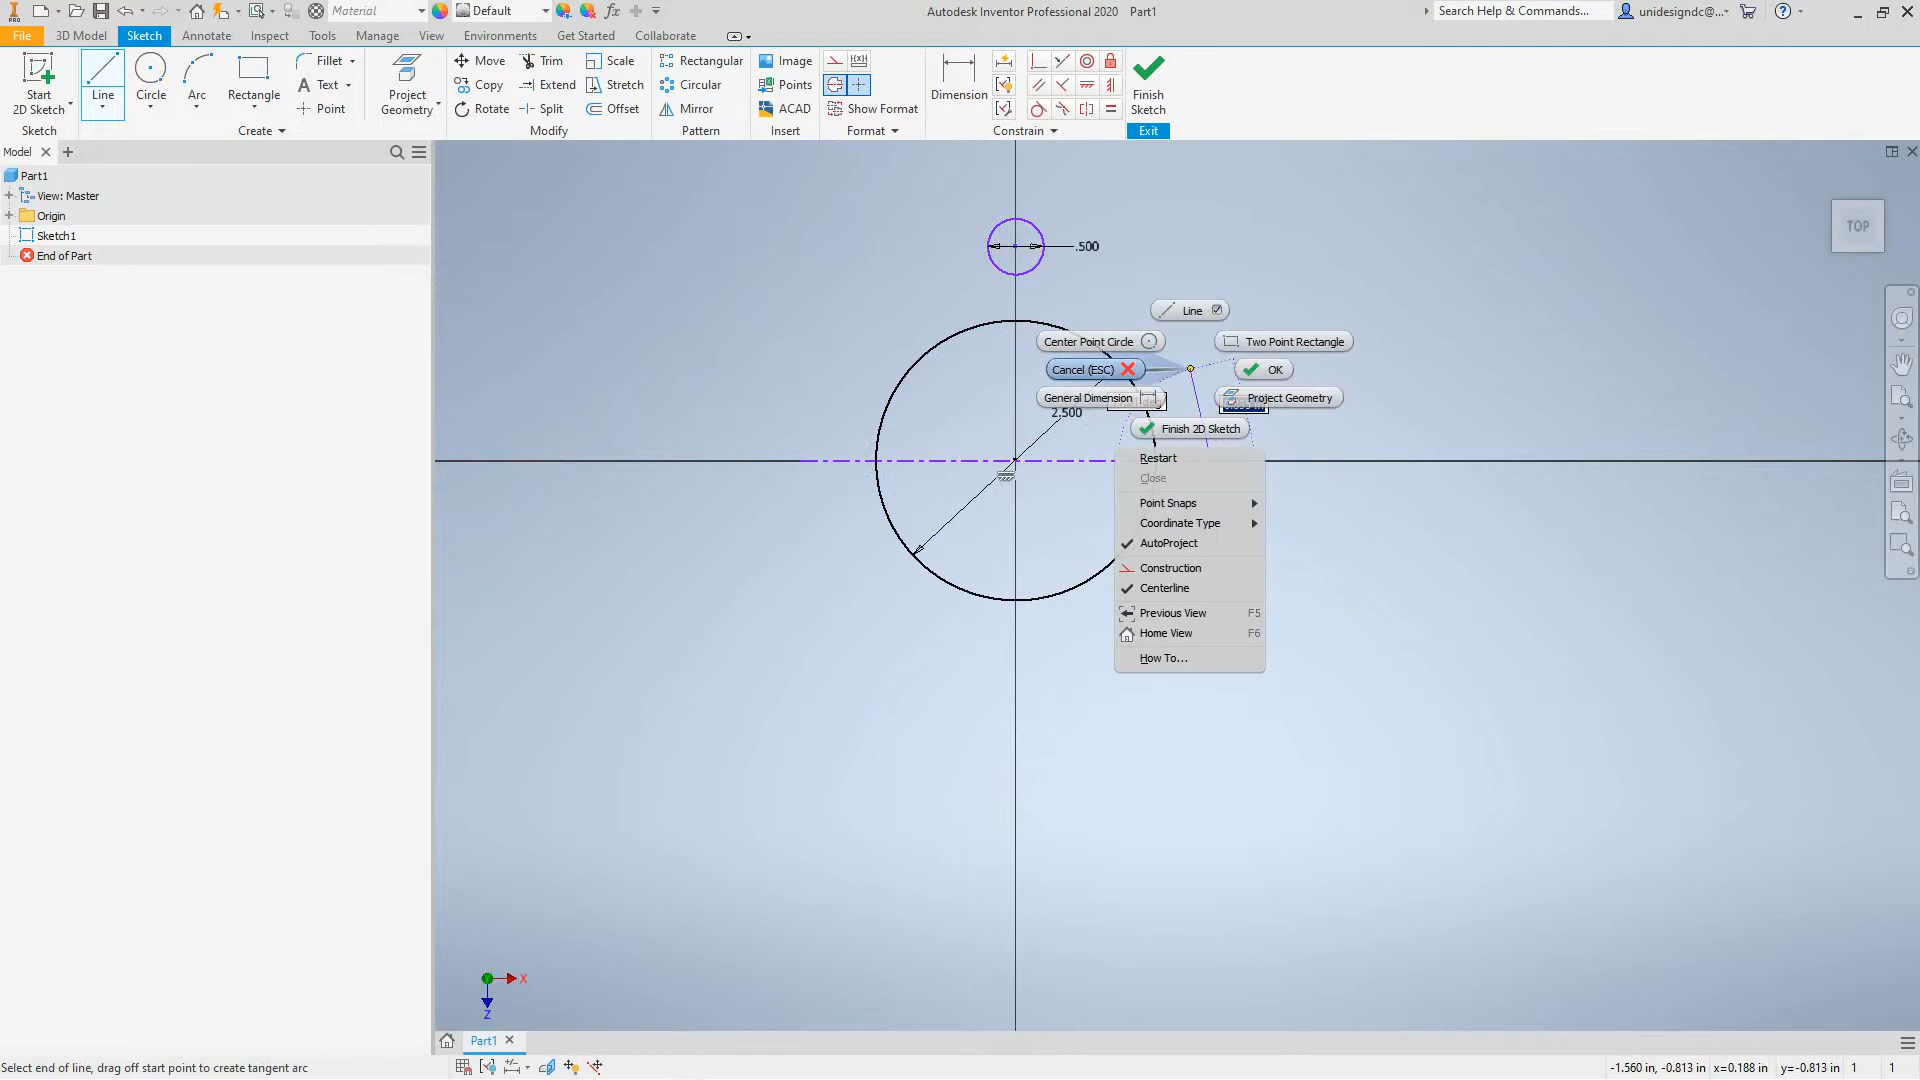 Material
Default
Autodesk Inventor Professional 2020 Part1
Search Help & Commands...
unidesigndc@...
File 3D Model Sketch Annotate Inspect Tools Manage View Environments Get Started Collaborate
Start
2D Sketch
Line
Circle
Arc
Rectangle
Fillet
Text
Point
Project
Geometry
Move
Copy
Rotate
Trim
Extend
Split
Scale
Stretch
Offset
Rectangular
Circular
Mirror
Image
Points
ACAD
Show Format
Dimension
Finish
Sketch
Sketch Create Modify Pattern Insert Format Constrain Exit
Model
Part1
View: Master
Origin
Sketch1
End of Part
TOP
.500
Line
Center Point Circle
Two Point Rectangle
Cancel (ESC)
OK
General Dimension
Project Geometry
2.500
Finish 2D Sketch
Restart
Close
Point Snaps
Coordinate Type
AutoProject
Construction
Centerline
Previous View F5
Home View F6
How To...
X
Z
Part1
Select end of line, drag off start point to create tangent arc
-1.560 in, -0.813 in x=0.188 in y=-0.813 in 1 1